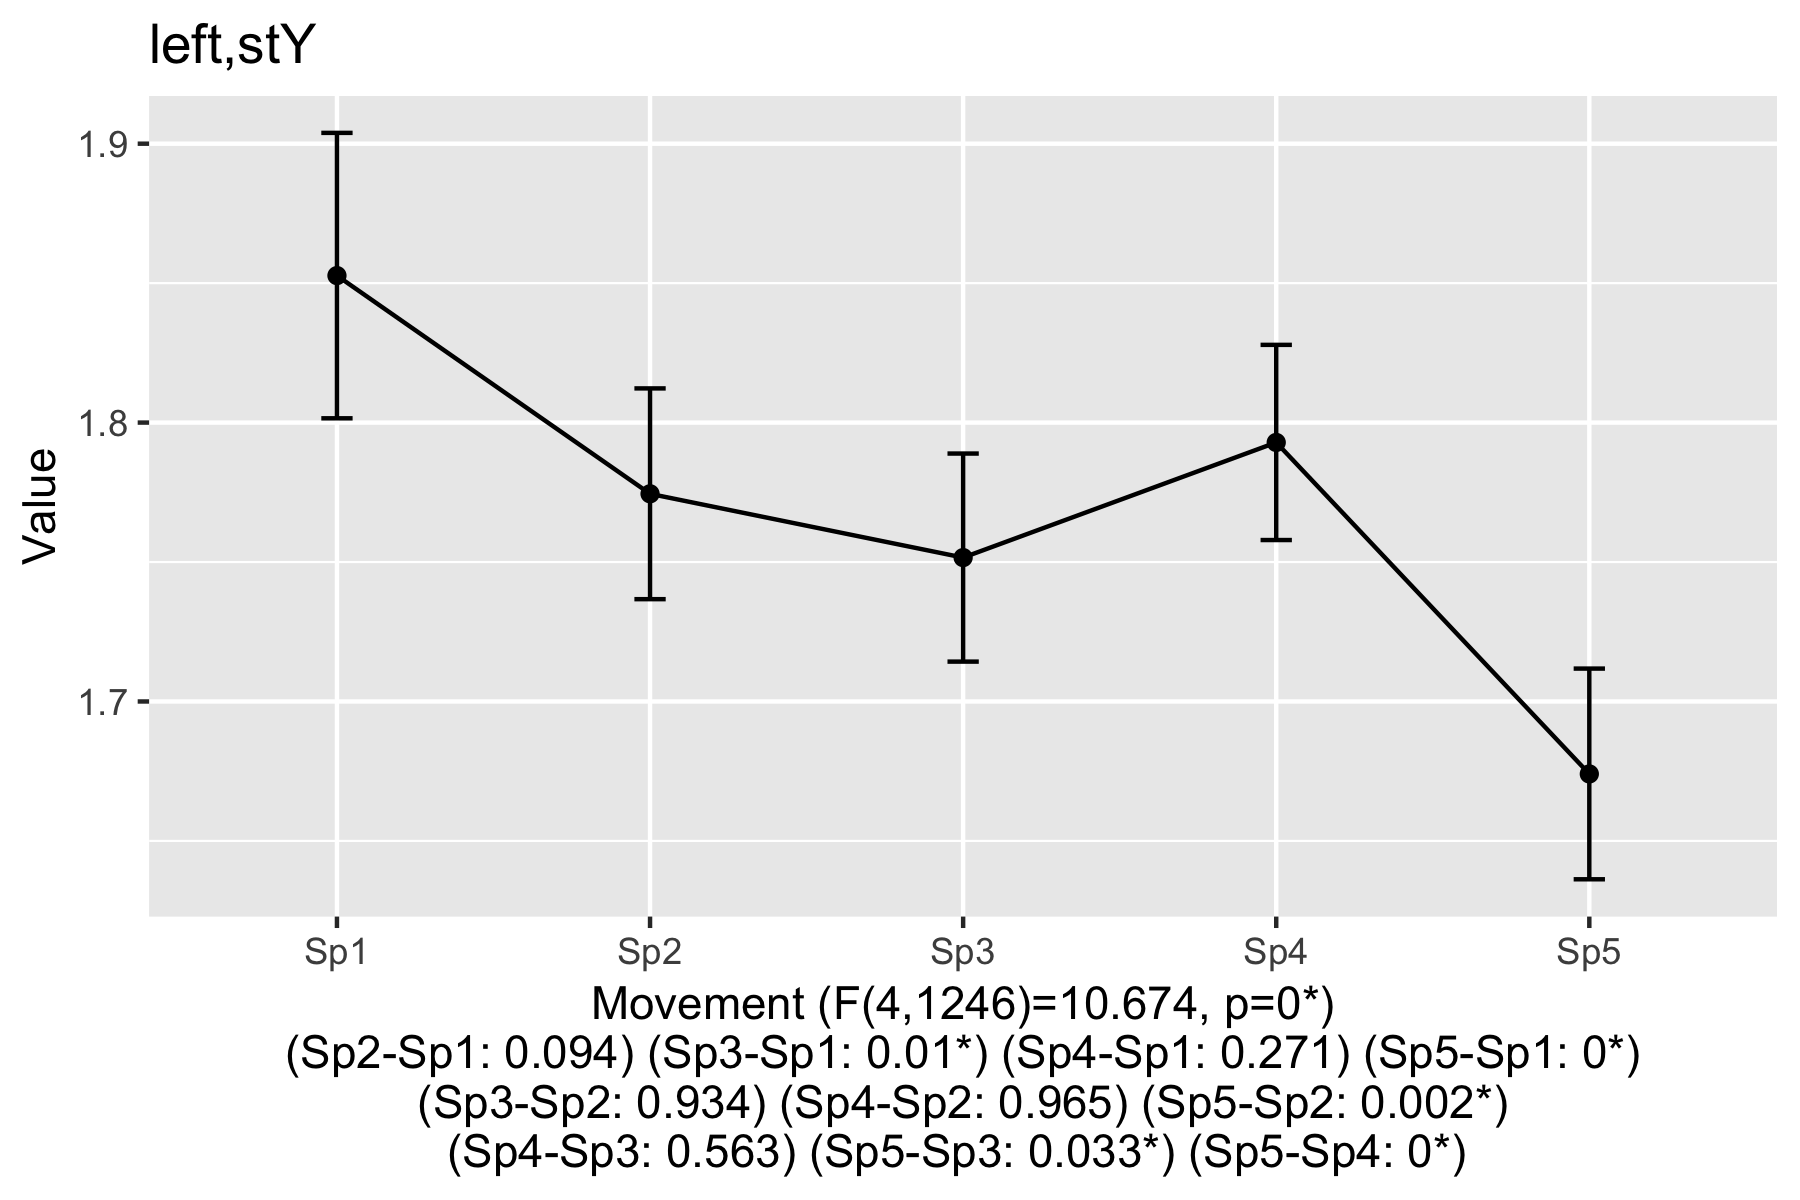 left,stY
1.9
1.8
1.7
Value
Sp1 Sp2 Sp3 Sp4 Sp5
Movement (F(4,1246)=10.674, p=0*)
(Sp2-Sp1: 0.094) (Sp3-Sp1: 0.01*) (Sp4-Sp1: 0.271) (Sp5-Sp1: 0*)
(Sp3-Sp2: 0.934) (Sp4-Sp2: 0.965) (Sp5-Sp2: 0.002*)
(Sp4-Sp3: 0.563) (Sp5-Sp3: 0.033*) (Sp5-Sp4: 0*)